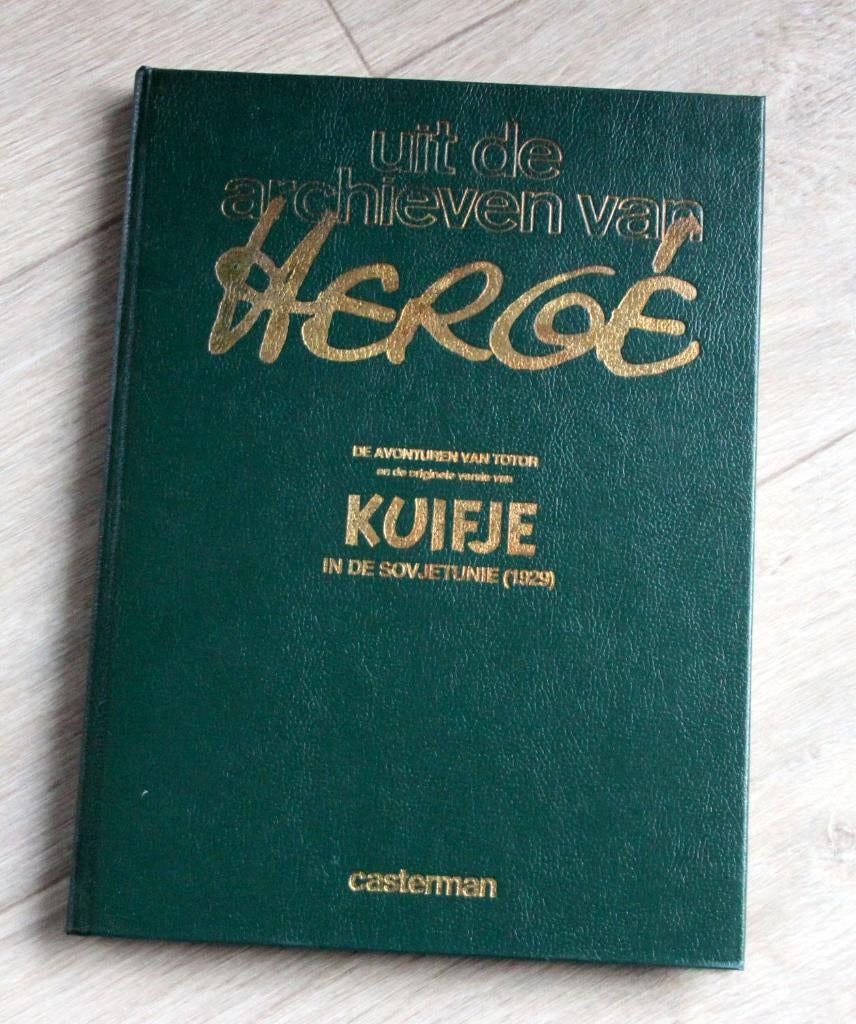 uit de
archieven van
HERGÉ
DE AVONTUREN VAN TOTOR
en de originele versie van
KUIFJE
IN DE SOVJETUNIE (1929)
casterman